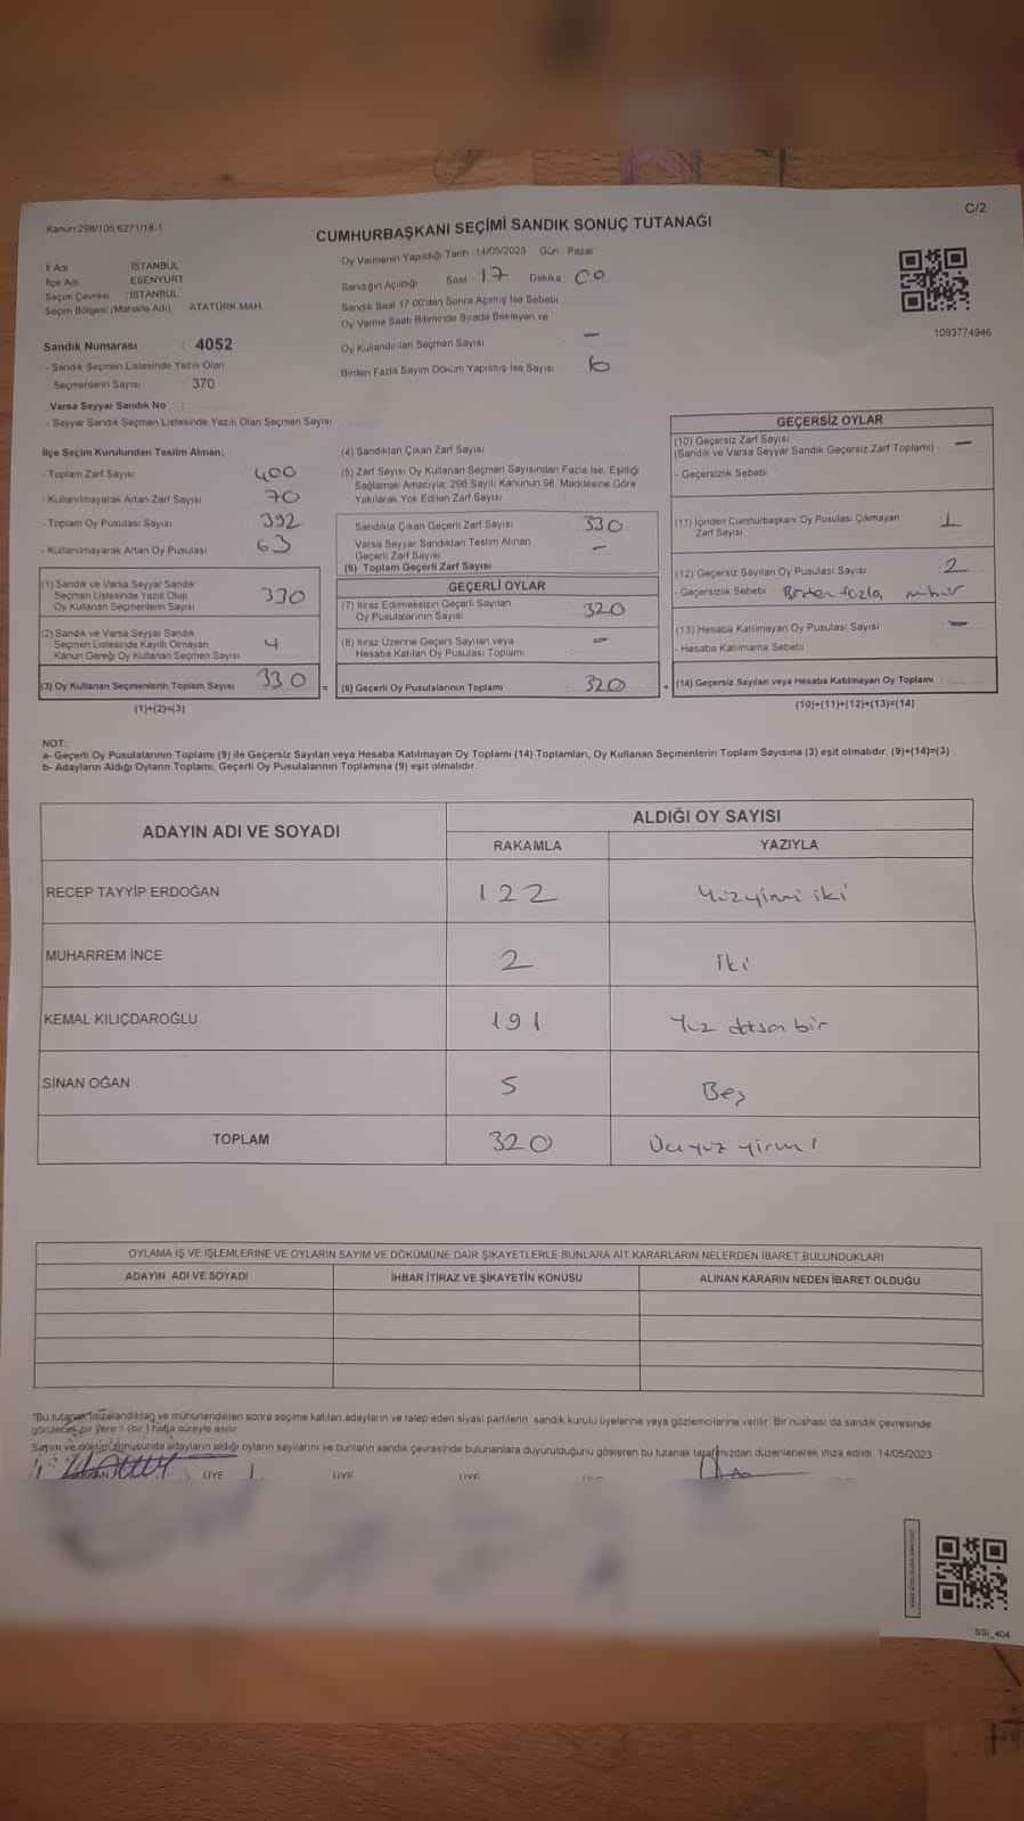 Kanun:298/105,6271/18-1
C/2
CUMHURBAŞKANI SEÇİMİ SANDIK SONUÇ TUTANAĞI
Oy Vermenin Yapıldığı Tarih 14/05/2023 Gün Pazar
İl Adı İSTANBUL
İlçe Adı ESENYURT
Seçim Çevresi : İSTANBUL
Seçim Bölgesi (Mahalle Adı) ATATÜRK MAH.
Sandığın Açıldığı Saat 17 Dakika 00
Sandık Saat 17.00'dan Sonra Açılmış İse Sebebi
Oy Verme Saati Bitiminde Sırada Bekleyen ve
Oy Kullandırılan Seçmen Sayısı —
Birden Fazla Sayım Döküm Yapılmış İse Sayısı
1093774946
Sandık Numarası : 4052
- Sandık Seçmen Listesinde Yazılı Olan
Seçmenlerin Sayısı 370
Varsa Seyyar Sandık No :
- Seyyar Sandık Seçmen Listesinde Yazılı Olan Seçmen Sayısı
İlçe Seçim Kurulundan Teslim Alınan;
- Toplam Zarf Sayısı 400
- Kullanılmayarak Artan Zarf Sayısı 70
- Toplam Oy Pusulası Sayısı 392
- Kullanılmayarak Artan Oy Pusulası 63
(1) Sandık ve Varsa Seyyar Sandık
Seçmen Listesinde Yazılı Olup
Oy Kullanan Seçmenlerin Sayısı 330
(2) Sandık ve Varsa Seyyar Sandık
Seçmen Listesinde Kayıtlı Olmayan
Kanun Gereği Oy Kullanan Seçmen Sayısı 4
(3) Oy Kullanan Seçmenlerin Toplam Sayısı 330
(1)+(2)=(3)
(4) Sandıktan Çıkan Zarf Sayısı
(5) Zarf Sayısı Oy Kullanan Seçmen Sayısından Fazla İse, Eşitliği
Sağlamak Amacıyla; 298 Sayılı Kanunun 98. Maddesine Göre
Yakılarak Yok Edilen Zarf Sayısı
Sandıkta Çıkan Geçerli Zarf Sayısı 330
Varsa Seyyar Sandıktan Teslim Alınan
Geçerli Zarf Sayısı —
(6) Toplam Geçerli Zarf Sayısı
GEÇERLİ OYLAR
(7) İtiraz Edilmeksizin Geçerli Sayılan
Oy Pusulalarının Sayısı 320
(8) İtiraz Üzerine Geçerli Sayılan veya
Hesaba Katılan Oy Pusulası Toplamı —
= (9) Geçerli Oy Pusulalarının Toplamı 320
GEÇERSİZ OYLAR
(10) Geçersiz Zarf Sayısı
(Sandık ve Varsa Seyyar Sandık Geçersiz Zarf Toplamı) —
- Geçersizlik Sebebi
(11) İçinden Cumhurbaşkanı Oy Pusulası Çıkmayan
Zarf Sayısı 1
(12) Geçersiz Sayılan Oy Pusulası Sayısı 2
- Geçersizlik Sebebi Birden fazla mühür
(13) Hesaba Katılmayan Oy Pusulası Sayısı —
- Hesaba Katılmama Sebebi
+ (14) Geçersiz Sayılan veya Hesaba Katılmayan Oy Toplamı
(10)+(11)+(12)+(13)=(14)
NOT:
a- Geçerli Oy Pusulalarının Toplamı (9) ile Geçersiz Sayılan veya Hesaba Katılmayan Oy Toplamı (14) Toplamları, Oy Kullanan Seçmenlerin Toplam Sayısına (3) eşit olmalıdır. (9)+(14)=(3)
b- Adayların Aldığı Oyların Toplamı, Geçerli Oy Pusulalarının Toplamına (9) eşit olmalıdır.
ADAYIN ADI VE SOYADI ALDIĞI OY SAYISI
RAKAMLA YAZIYLA
RECEP TAYYİP ERDOĞAN 122 Yüzyirmi iki
MUHARREM İNCE 2 İki
KEMAL KILIÇDAROĞLU 191 Yüz doksan bir
SİNAN OĞAN 5 Beş
TOPLAM 320 Üçyüz yirmi
OYLAMA İŞ VE İŞLEMLERİNE VE OYLARIN SAYIM VE DÖKÜMÜNE DAİR ŞİKAYETLERLE BUNLARA AİT KARARLARIN NELERDEN İBARET BULUNDUKLARI
ADAYIN ADI VE SOYADI İHBAR İTİRAZ VE ŞİKAYETİN KONUSU ALINAN KARARIN NEDEN İBARET OLDUĞU
"Bu tutanak imzalandıktan ve mühürlendikten sonra seçime katılan adayların ve talep eden siyasi partilerin sandık kurulu üyelerine veya gözlemcilerine verilir. Bir nüshası da sandık çevresinde
görülecek bir yere 1 (bir) hafta süreyle asılır
Sayım ve döküm sonucunda adayların aldığı oyların sayılarını ve bunların sandık çevresinde bulunanlara duyurulduğunu gösteren bu tutanak tarafımızdan düzenlenerek imza edildi. 14/05/2023
ÜYE ÜYE ÜYE